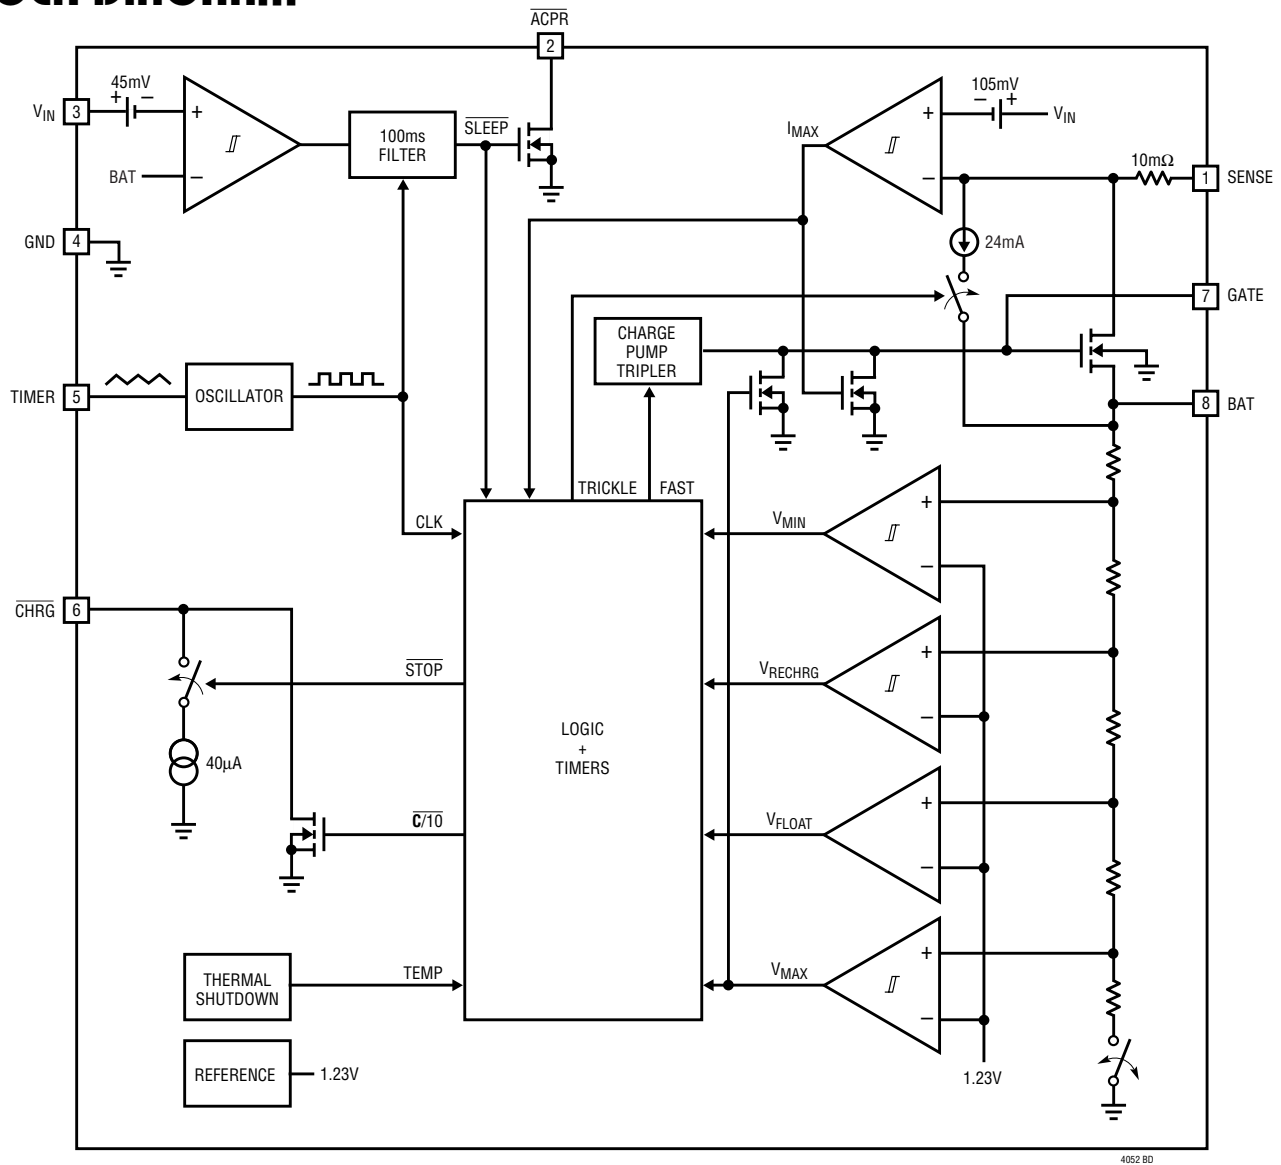 ACPR
2
45mV
+ −
VIN 3
+
BAT
−
100ms
FILTER
SLEEP
IMAX
+
−
105mV
− +
VIN
10mΩ
1 SENSE
GND 4
24mA
7 GATE
CHARGE
PUMP
TRIPLER
TIMER 5
OSCILLATOR
8 BAT
TRICKLE FAST
CLK
VMIN
+
−
CHRG 6
STOP
VRECHRG
+
−
LOGIC
+
TIMERS
40µA
C/10
VFLOAT
+
−
THERMAL
SHUTDOWN
TEMP
VMAX
+
−
REFERENCE
1.23V
1.23V
4052 BD